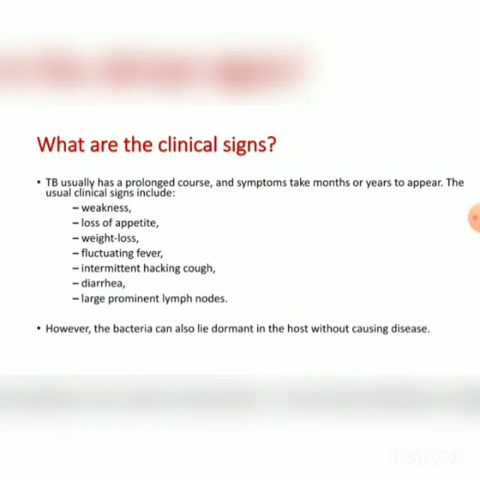 What are the clinical signs?
• TB usually has a prolonged course, and symptoms take months or years to appear. The
usual clinical signs include:
– weakness,
– loss of appetite,
– weight-loss,
– fluctuating fever,
– intermittent hacking cough,
– diarrhea,
– large prominent lymph nodes.
• However, the bacteria can also lie dormant in the host without causing disease.